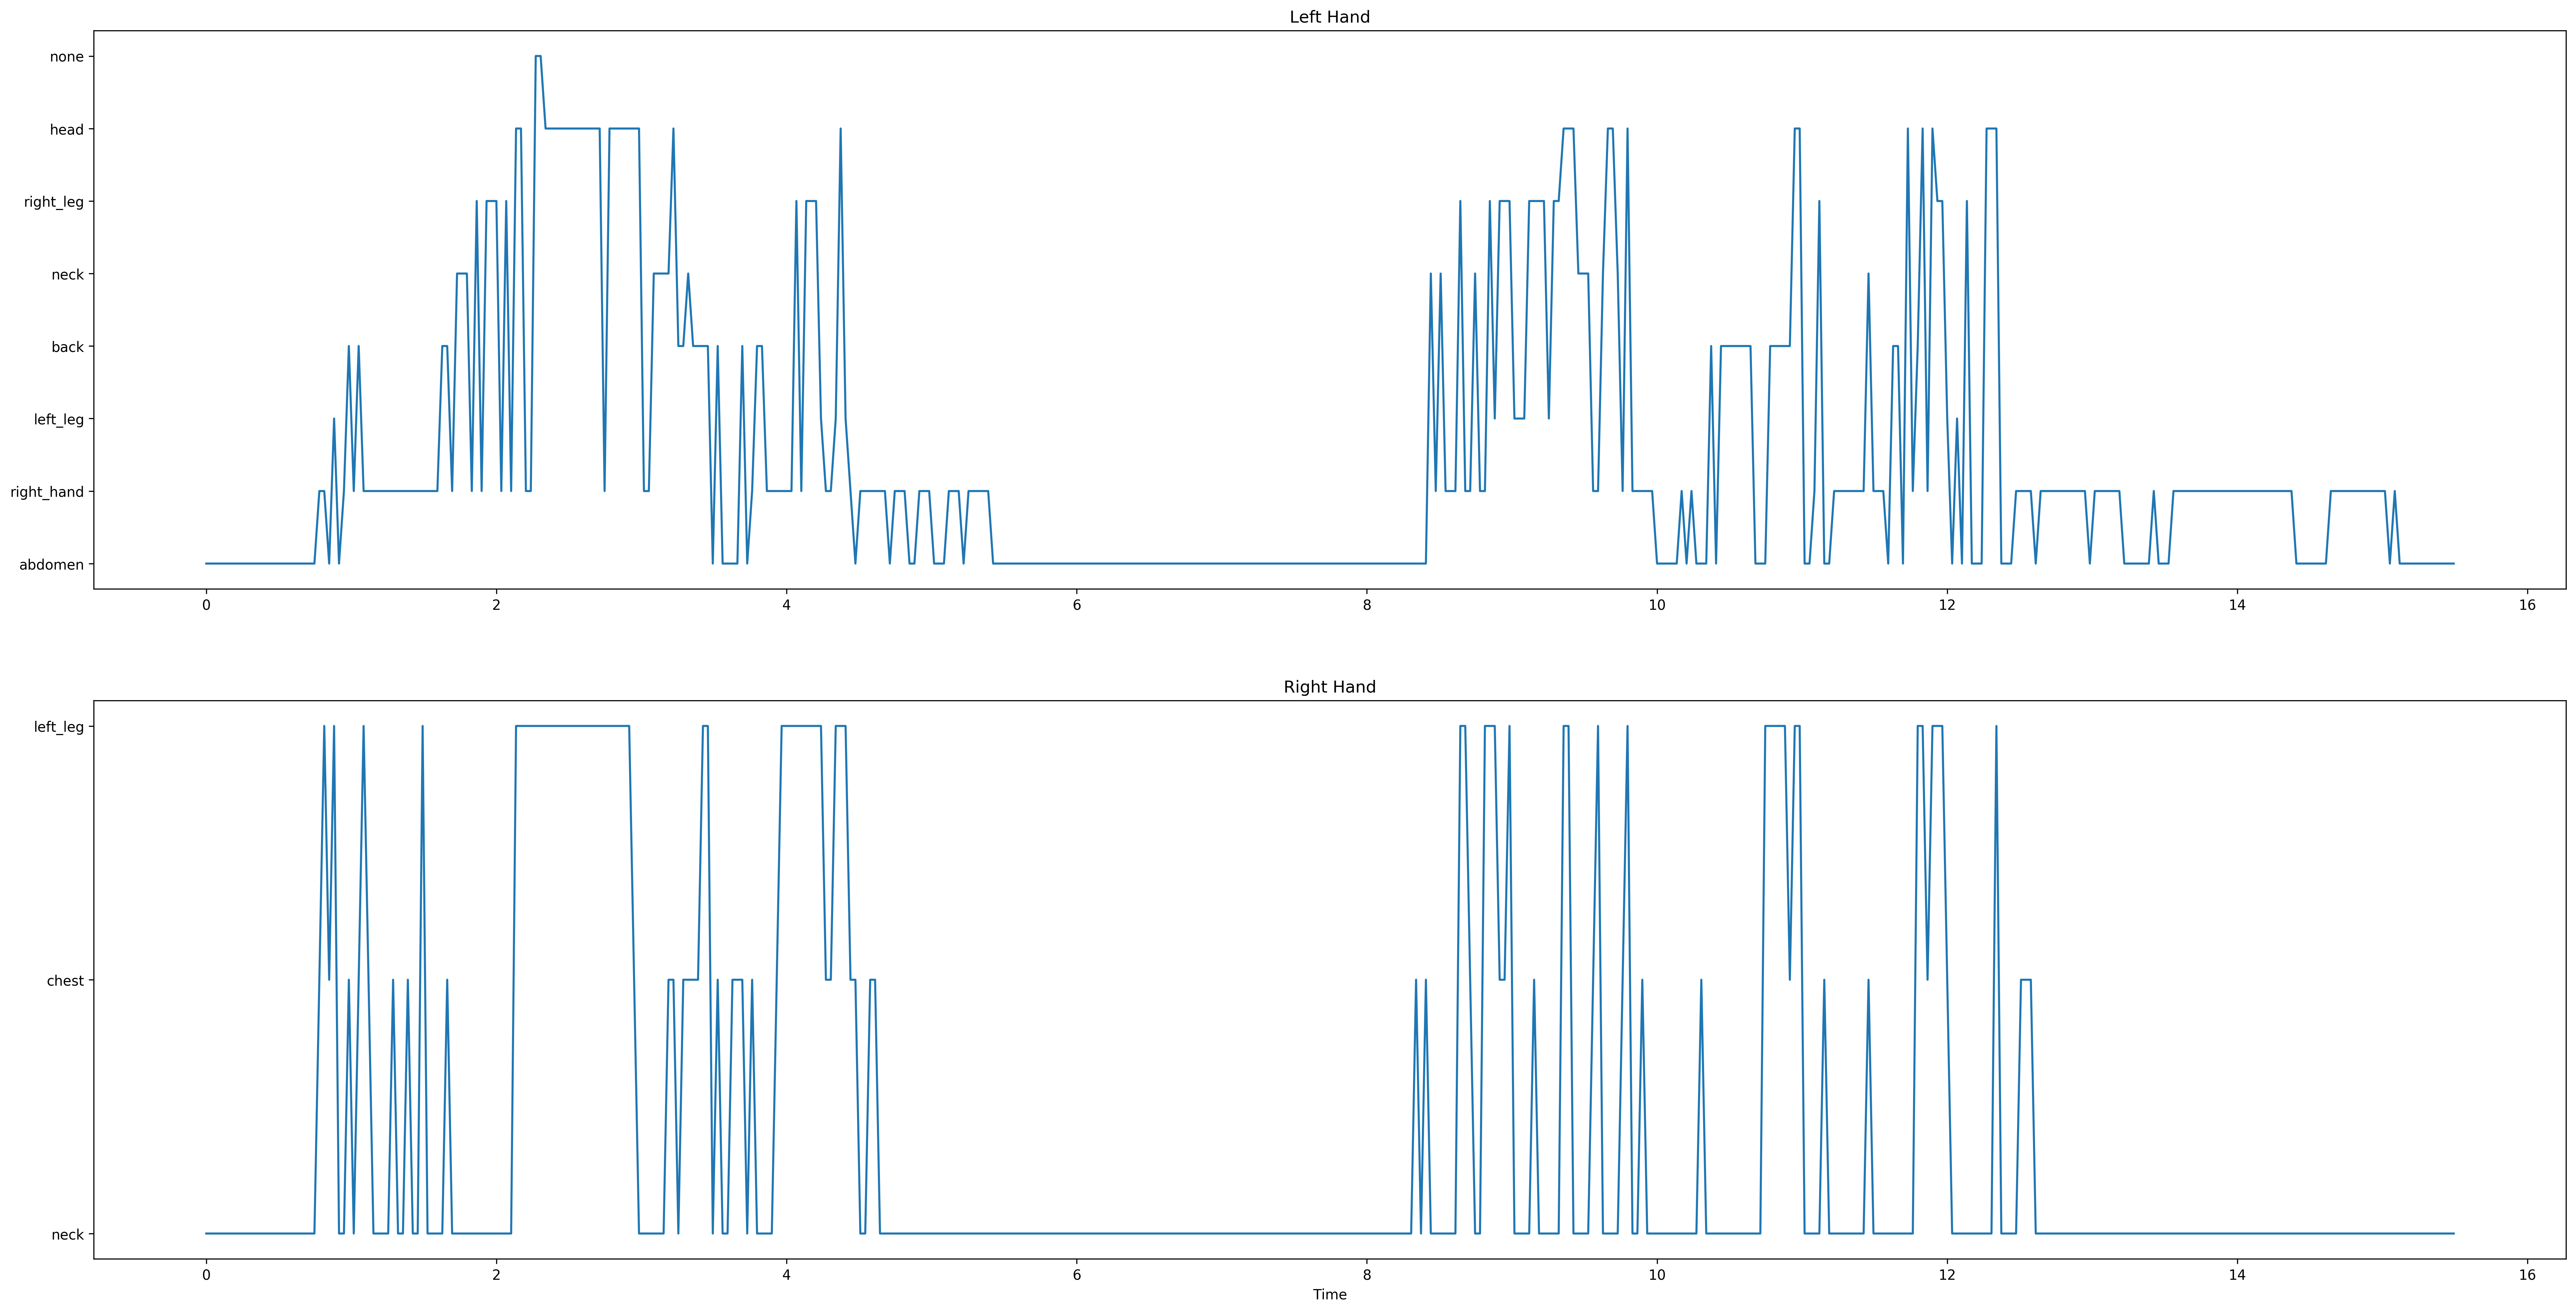 Left Hand
none
head
right_leg
neck
back
left_leg
right_hand
abdomen
0 2 4 6 8 10 12 14 16
Right Hand
left_leg
chest
neck
0 2 4 6 8 10 12 14 16
Time